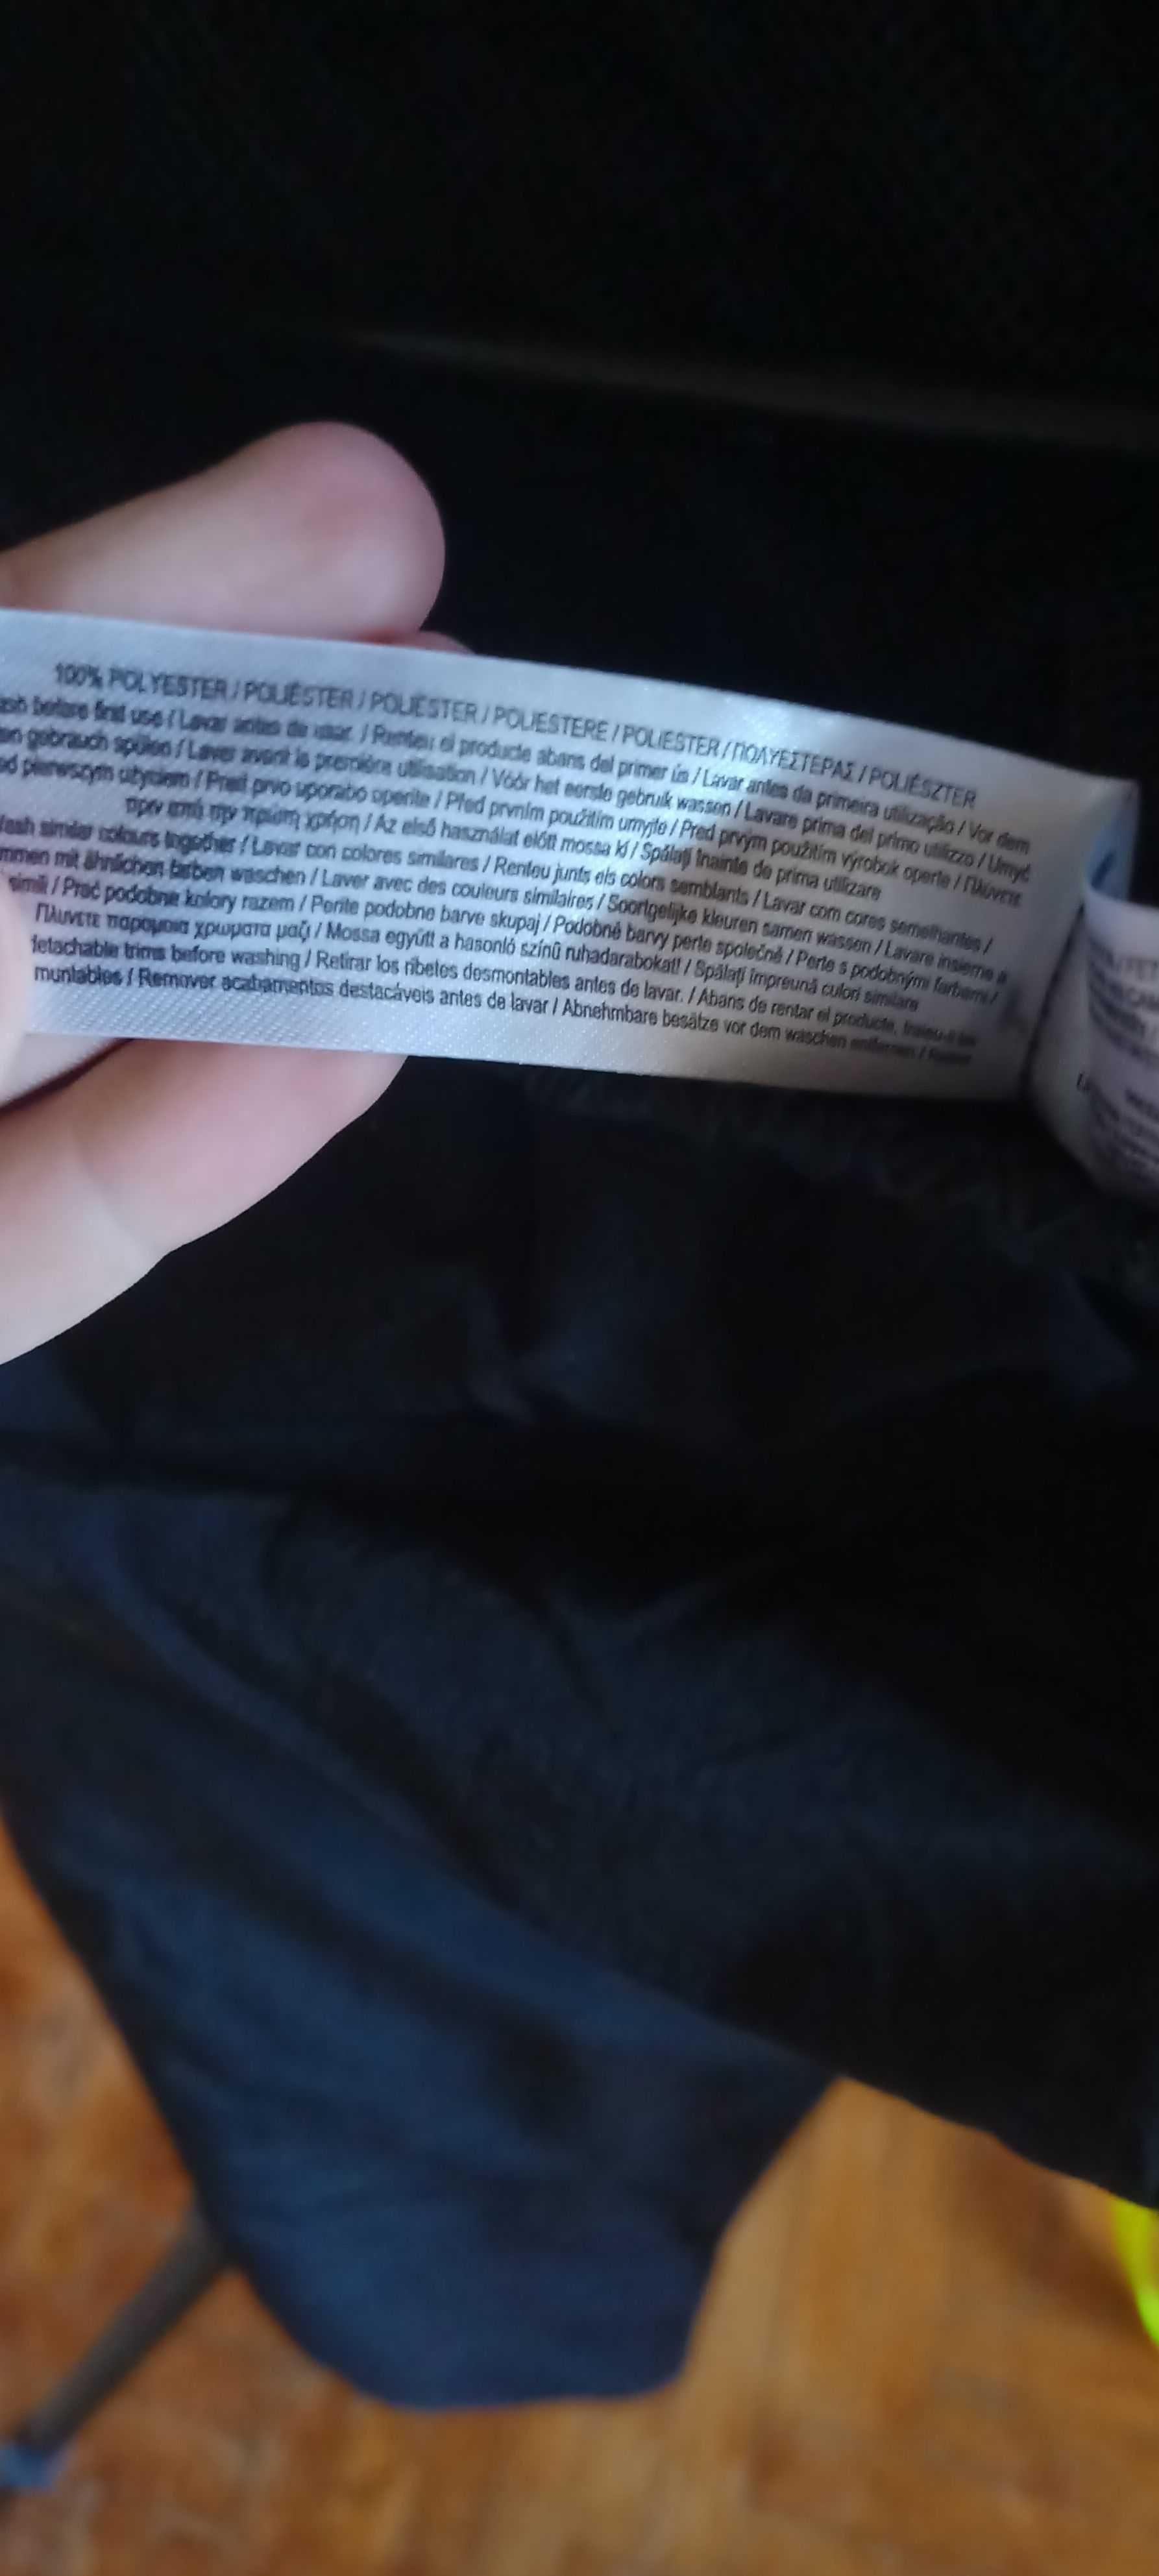 100% POLYESTER / POLIÉSTER / POLIÈSTER / POLIESTERE / POLIESTER / ΠΟΛΥΕΣΤΕΡΑΣ / POLIÉSZTER
before first use / Lavar antes de usar. / Renteu el producte abans del primer ús / Lavar antes da primeira utilização / Vor dem
gebrauch spülen / Laver avant la première utilisation / Vóór het eerste gebruik wassen / Lavare prima del primo utilizzo / Umyć
pierwszym użyciem / Pred prvo uporabo operite / Před prvním použitím umyjte / Pred prvým použitím výrobok operte / Πλύνετε
πριν από την πρώτη χρήση / Az első használat előtt mossa ki / Spălați înainte de prima utilizare
similar colours together / Lavar con colores similares / Renteu junts els colors semblants / Lavar com cores semelhantes /
mit ähnlichen farben waschen / Laver avec des couleurs similaires / Soortgelijke kleuren samen wassen / Lavare insieme a
simili / Prać podobne kolory razem / Perite podobne barve skupaj / Podobné barvy perte společně / Perte s podobnými farbami /
Πλυνετε παρομοια χρωματα μαζι / Mossa együtt a hasonló színű ruhadarabokat! / Spălați împreună culori similare
trims before washing / Retirar los ribetes desmontables antes de lavar. / Abans de rentar el producte,
muntables / Remover acabamentos destacáveis antes de lavar / Abnehmbare besätze vor dem waschen entfernen /